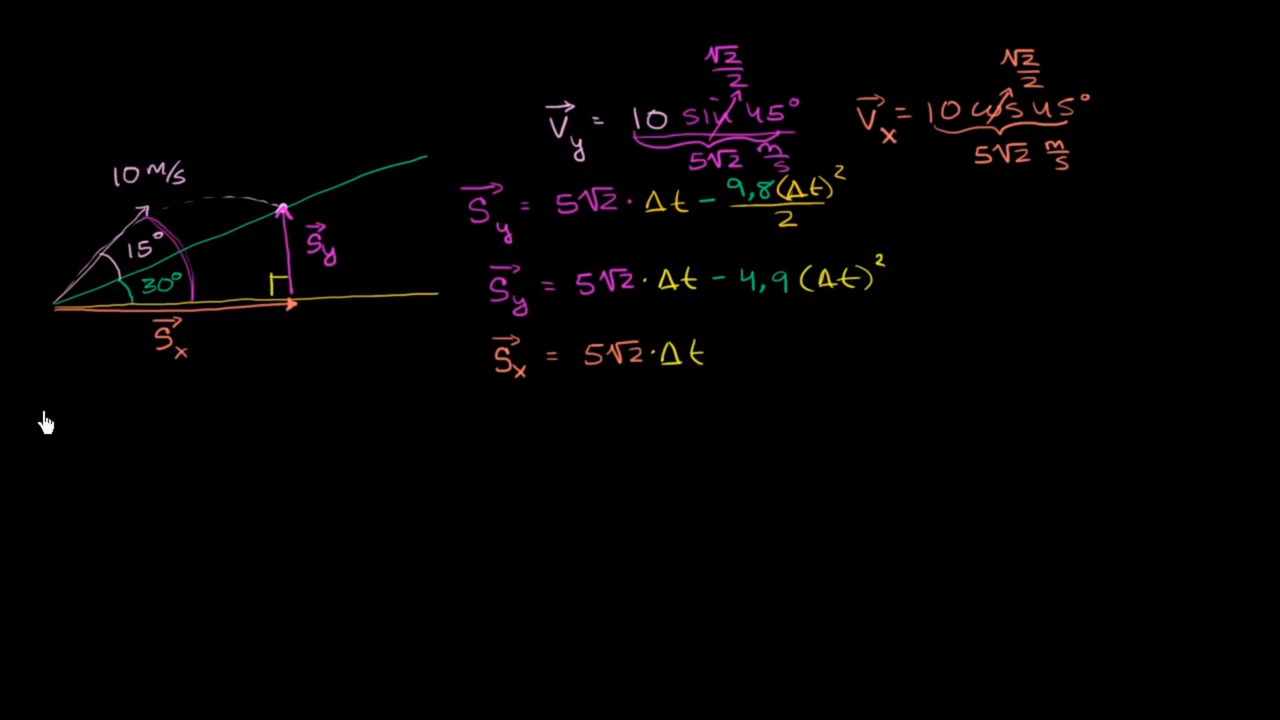 10 m/s
15°
30°
S⃗y
S⃗x
√2/2
V⃗y = 10 sin 45°
5√2 m/s
√2/2
V⃗x = 10 cos 45°
5√2 m/s
S⃗y = 5√2 · Δt − 9,8(Δt)²/2
S⃗y = 5√2 · Δt − 4,9 (Δt)²
S⃗x = 5√2 · Δt